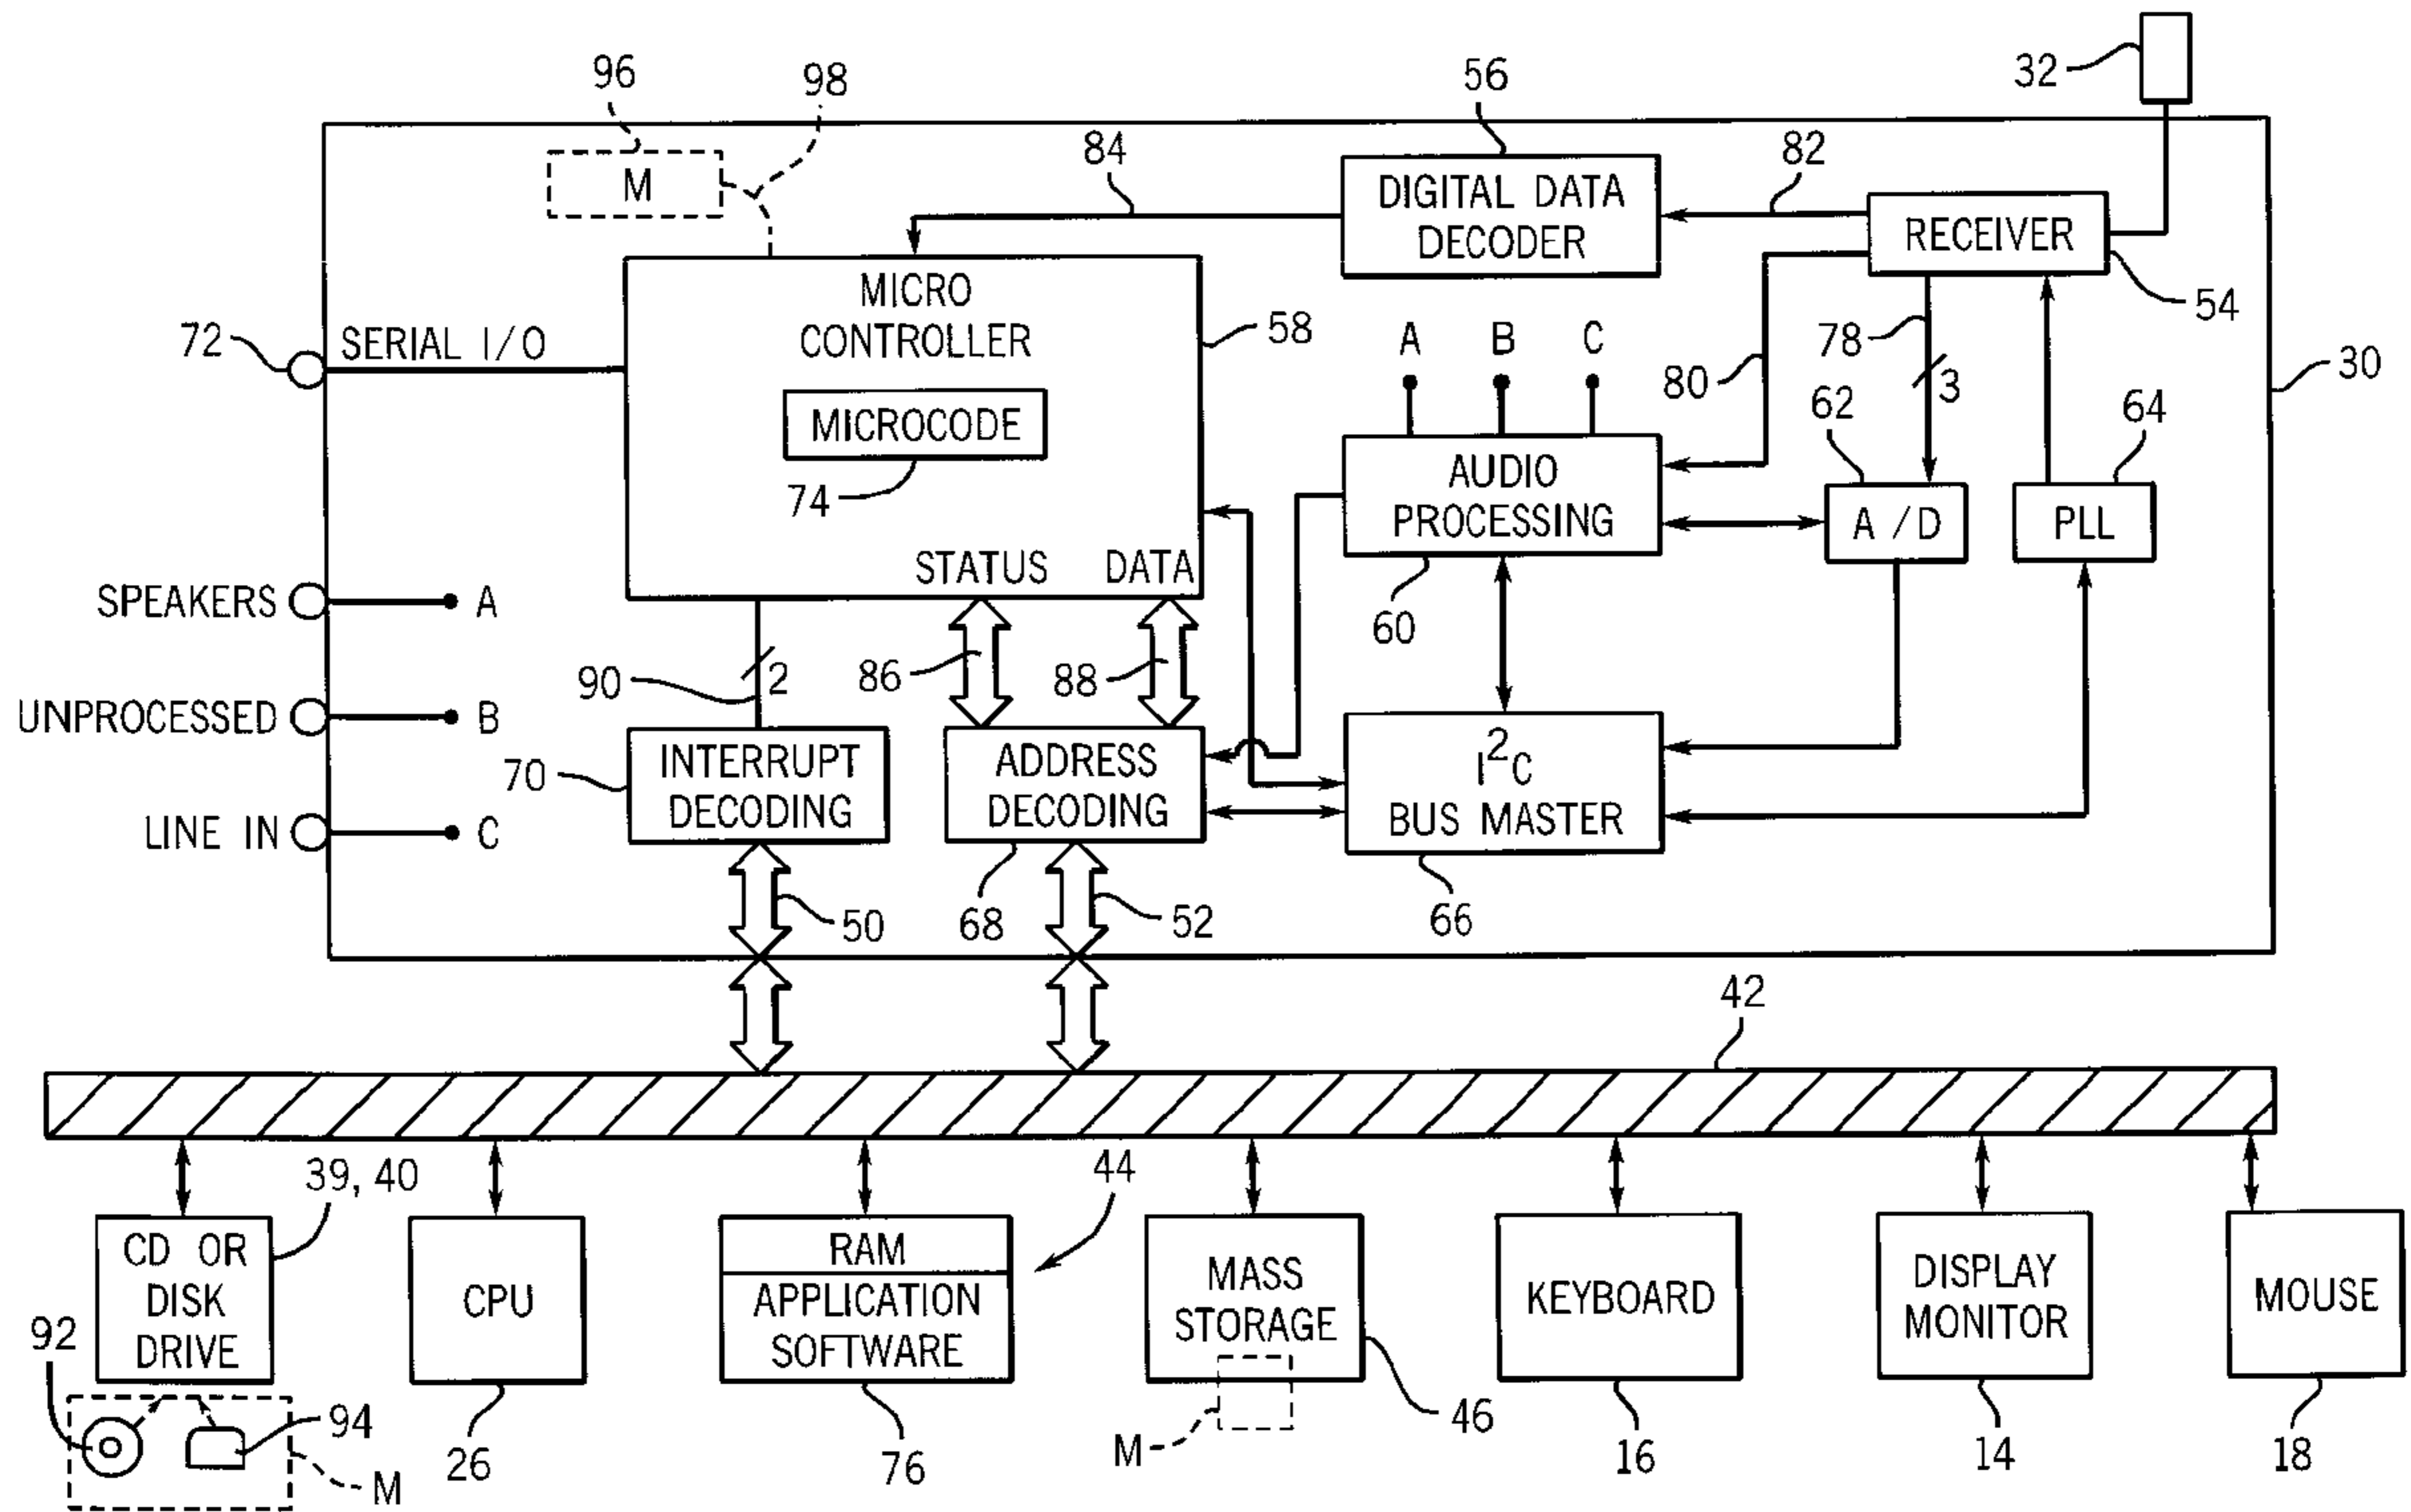 32
96
98
56
84
82
M
DIGITAL DATA
DECODER
RECEIVER
54
MICRO
CONTROLLER
58
MICROCODE
74
72
SERIAL I/O
A
B
C
80
78
3
62
64
30
AUDIO
PROCESSING
60
A/D
PLL
STATUS
DATA
SPEAKERS
A
UNPROCESSED
B
LINE IN
C
90
2
86
88
70
INTERRUPT
DECODING
ADDRESS
DECODING
I²C
BUS MASTER
50
68
52
66
42
39, 40
44
CD OR
DISK
DRIVE
CPU
RAM
APPLICATION
SOFTWARE
MASS
STORAGE
KEYBOARD
DISPLAY
MONITOR
MOUSE
92
94
M
26
76
M
46
16
14
18